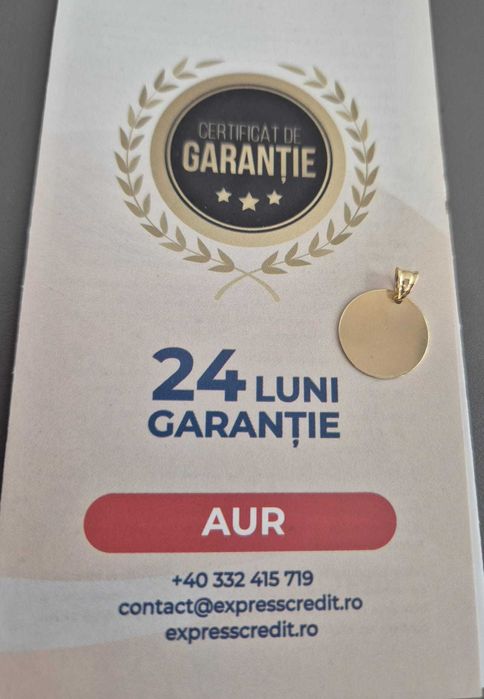 CERTIFICAT DE
GARANȚIE
24 LUNI
GARANȚIE
AUR
+40 332 415 719
contact@expresscredit.ro
expresscredit.ro